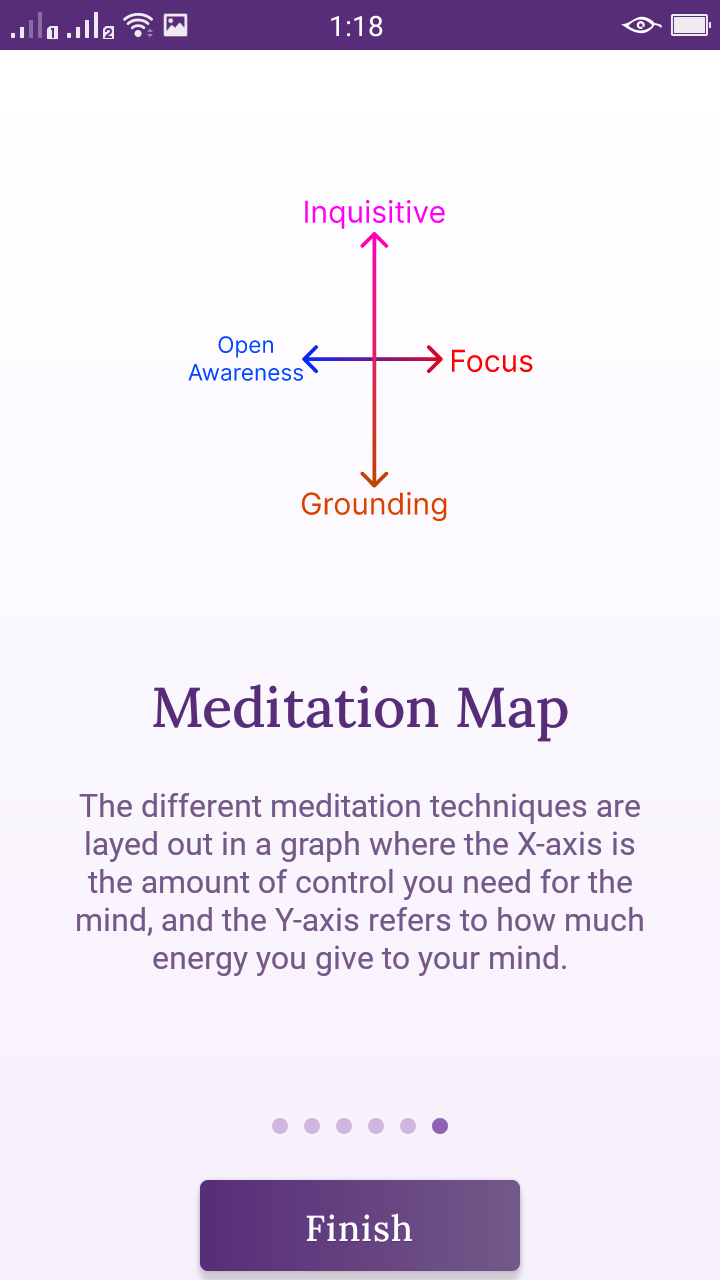 1
2
1:18
Inquisitive
Open
Awareness
Focus
Grounding
Meditation Map
The different meditation techniques are
layed out in a graph where the X-axis is
the amount of control you need for the
mind, and the Y-axis refers to how much
energy you give to your mind.
Finish